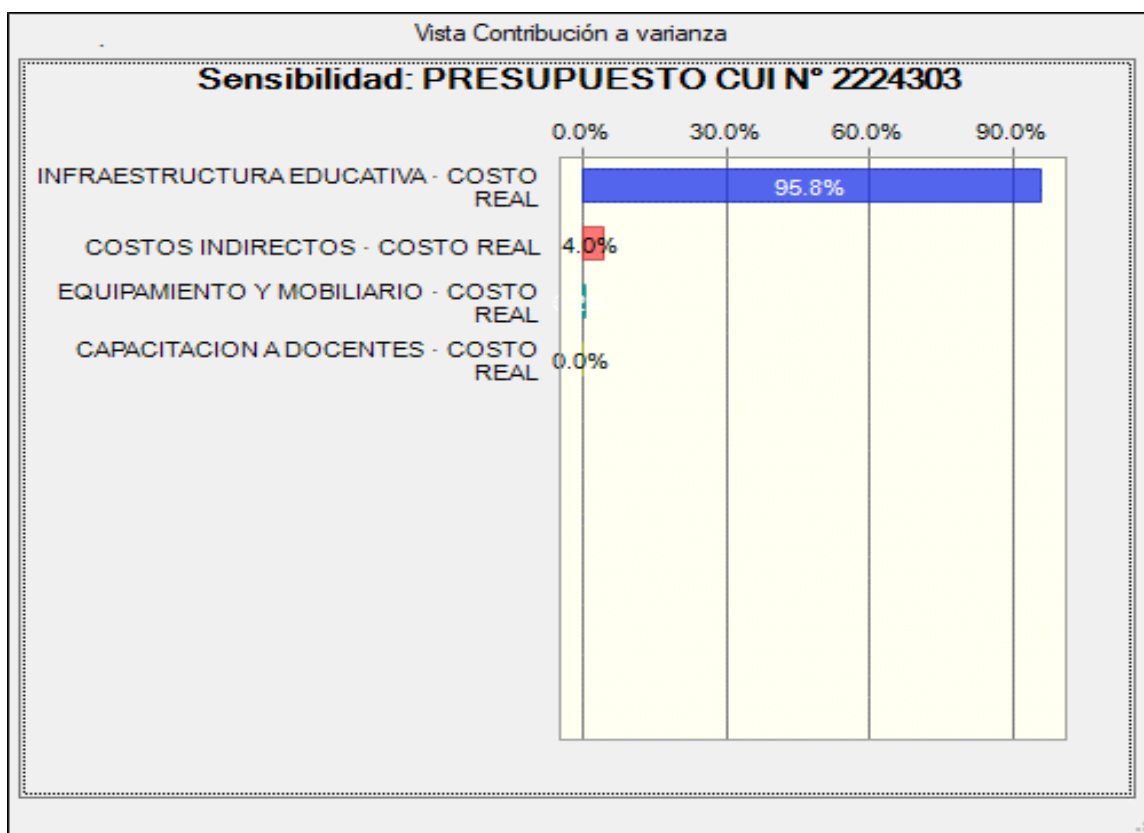 Vista Contribución a varianza
Sensibilidad: PRESUPUESTO CUI N° 2224303
0.0% 30.0% 60.0% 90.0%
INFRAESTRUCTURA EDUCATIVA - COSTO
REAL
95.8%
COSTOS INDIRECTOS - COSTO REAL
4.0%
EQUIPAMIENTO Y MOBILIARIO - COSTO
REAL
CAPACITACION A DOCENTES - COSTO
REAL
0.0%